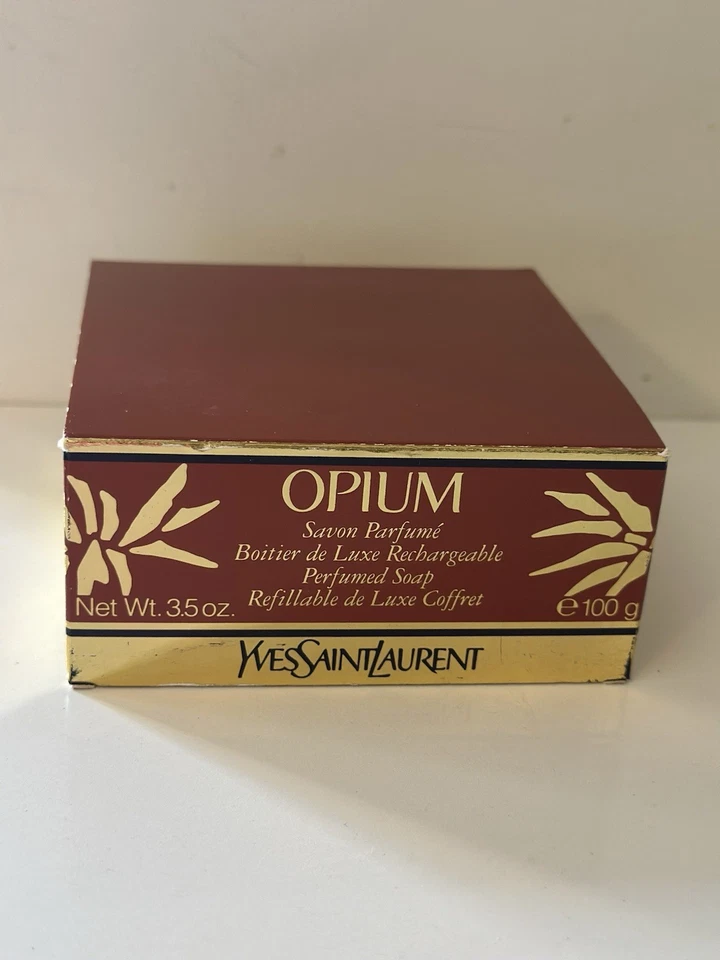 OPIUM
Savon Parfumé
Boitier de Luxe Rechargeable
Perfumed Soap
Net Wt. 3.5 oz. Refillable de Luxe Coffret ℮ 100 g
YVESSAINTLAURENT